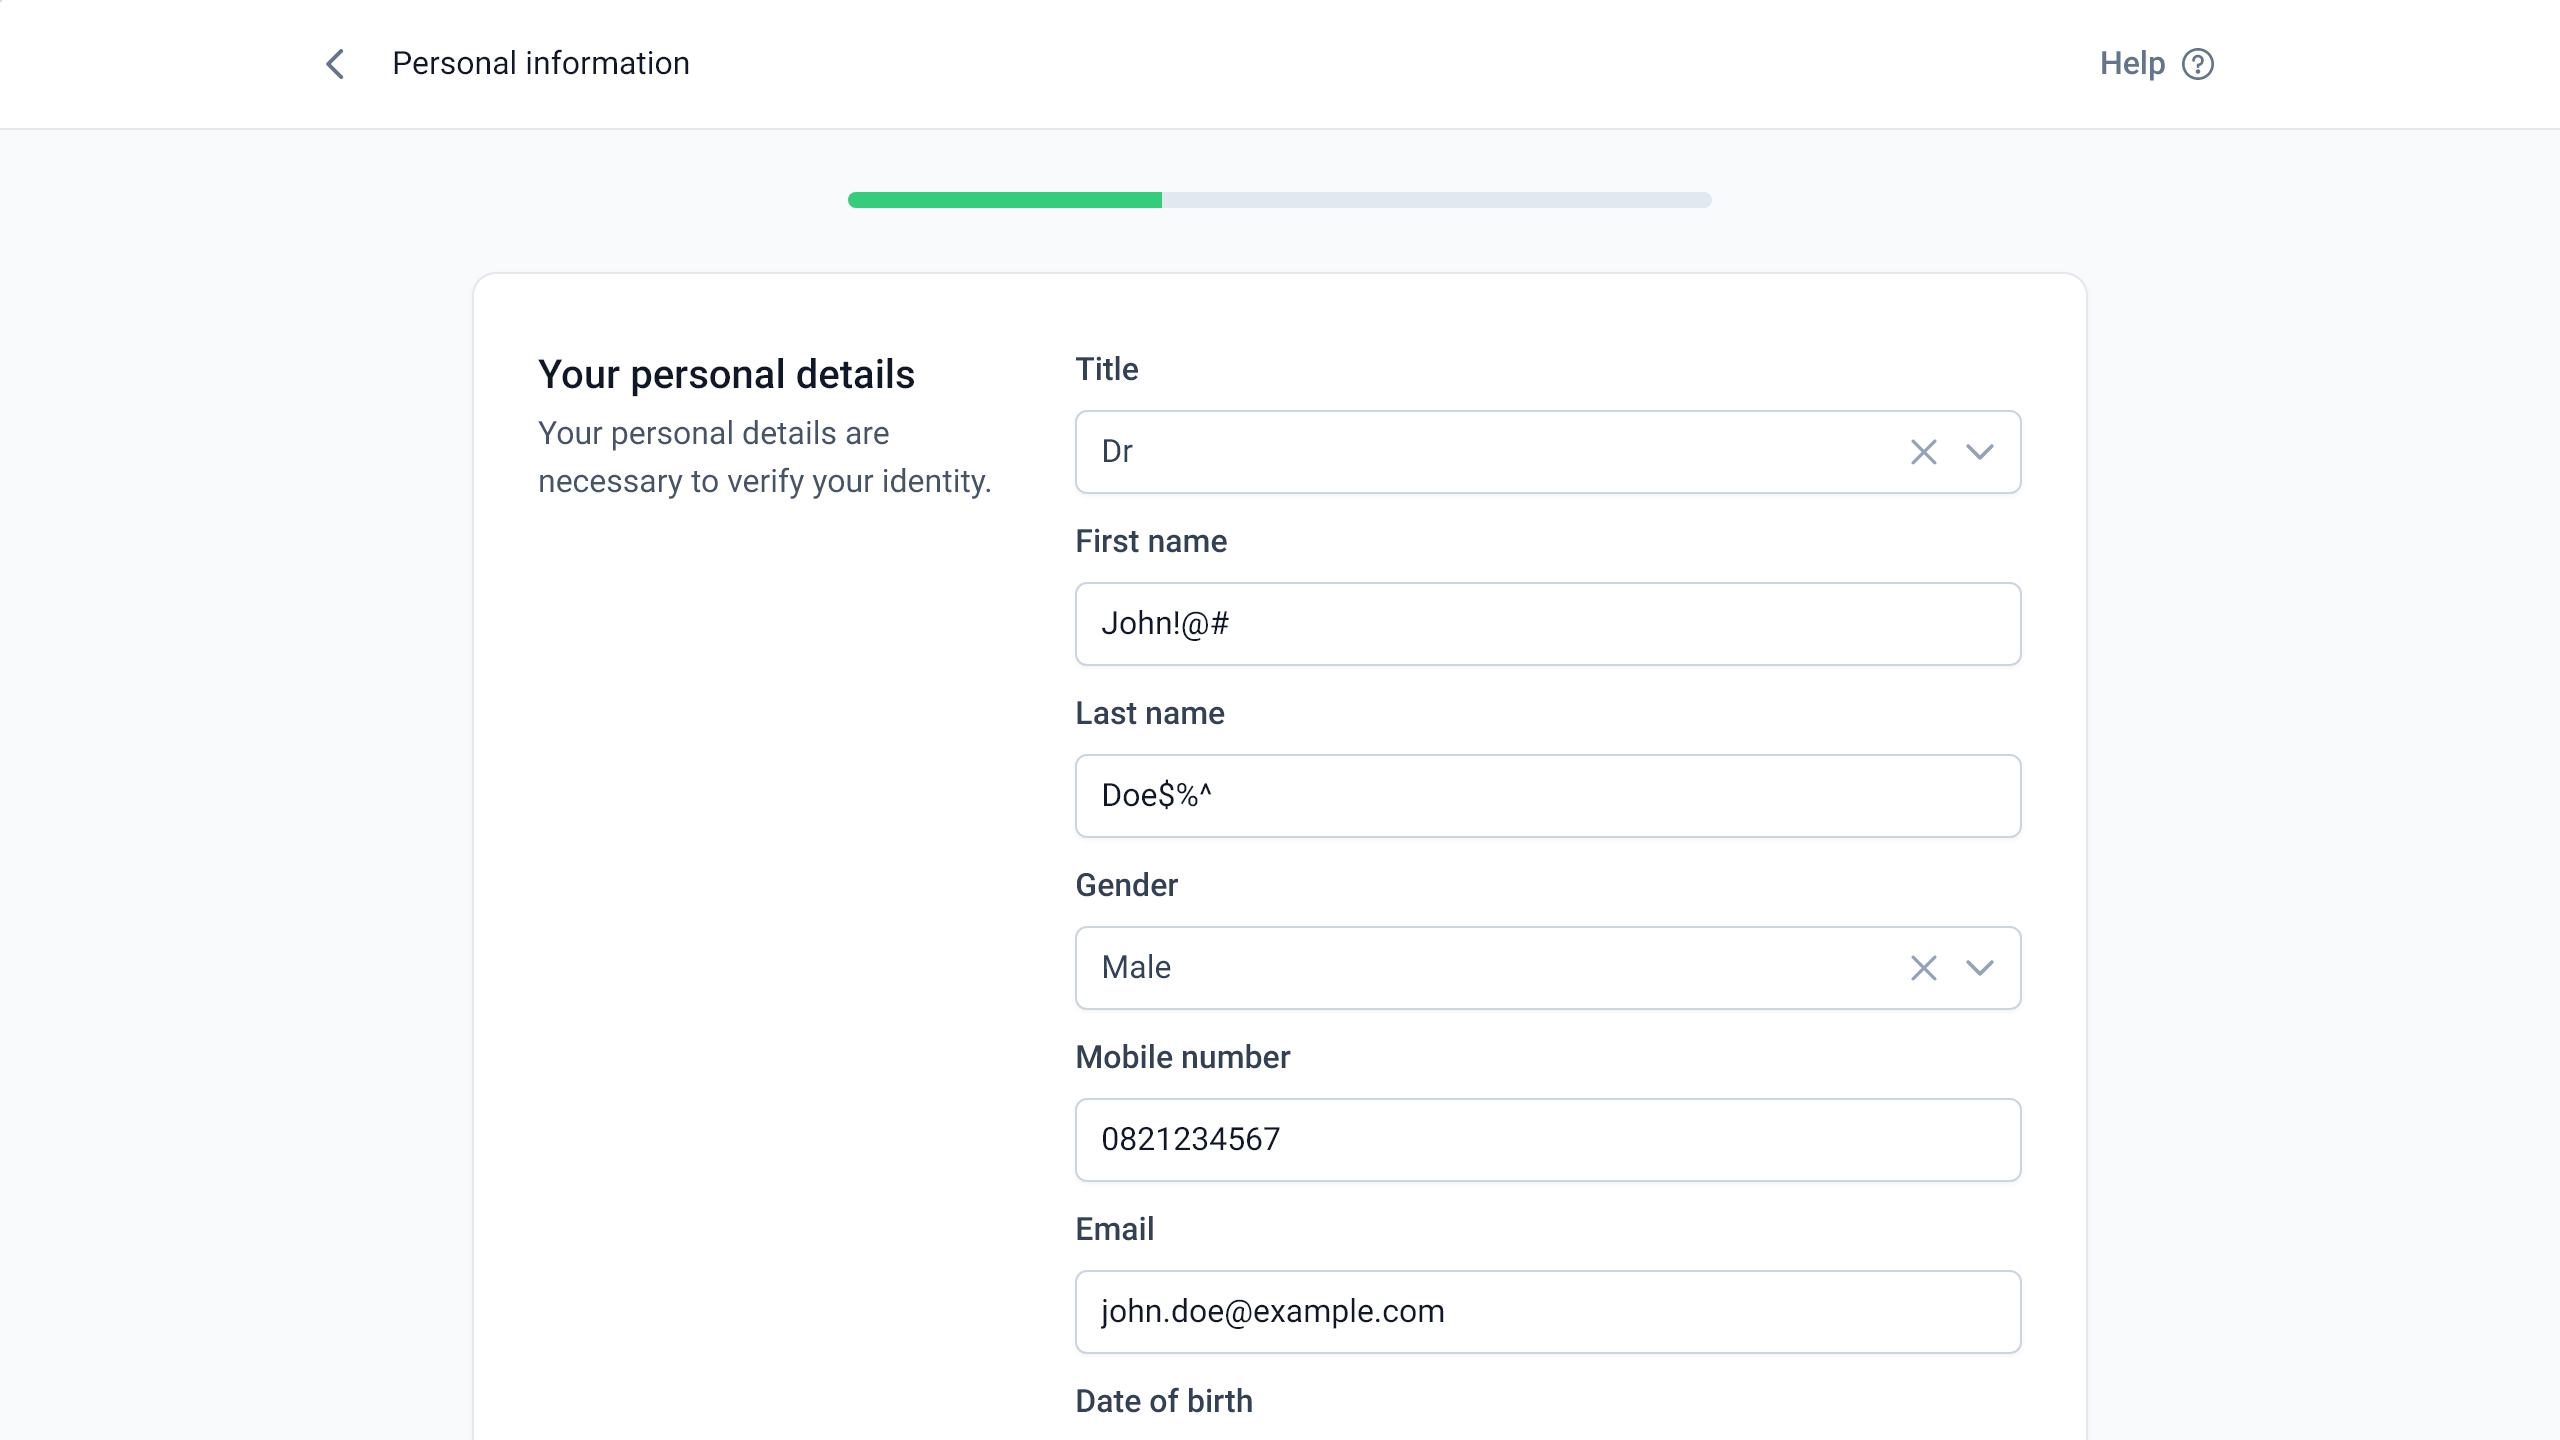 Personal information
Help
Your personal details
Your personal details are
necessary to verify your identity.
Title
Dr
First name
John!@#
Last name
Doe$%^
Gender
Male
Mobile number
0821234567
Email
john.doe@example.com
Date of birth